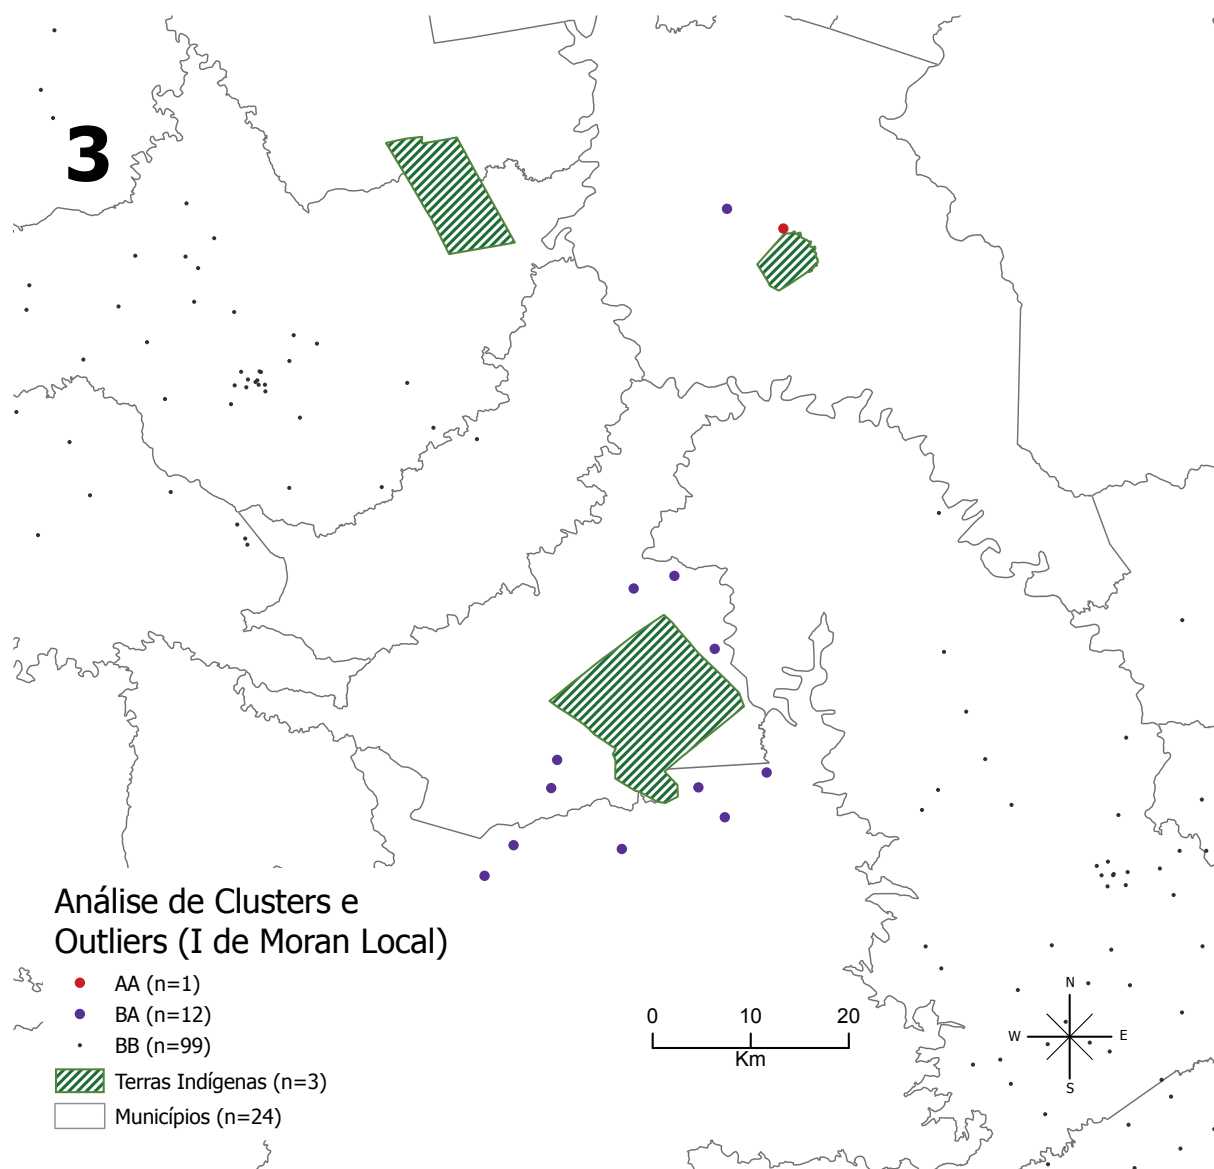 3
Análise de Clusters e
Outliers (I de Moran Local)
AA (n=1)
BA (n=12)
BB (n=99)
Terras Indígenas (n=3)
Municípios (n=24)
0 10 20
Km
N
W E
S